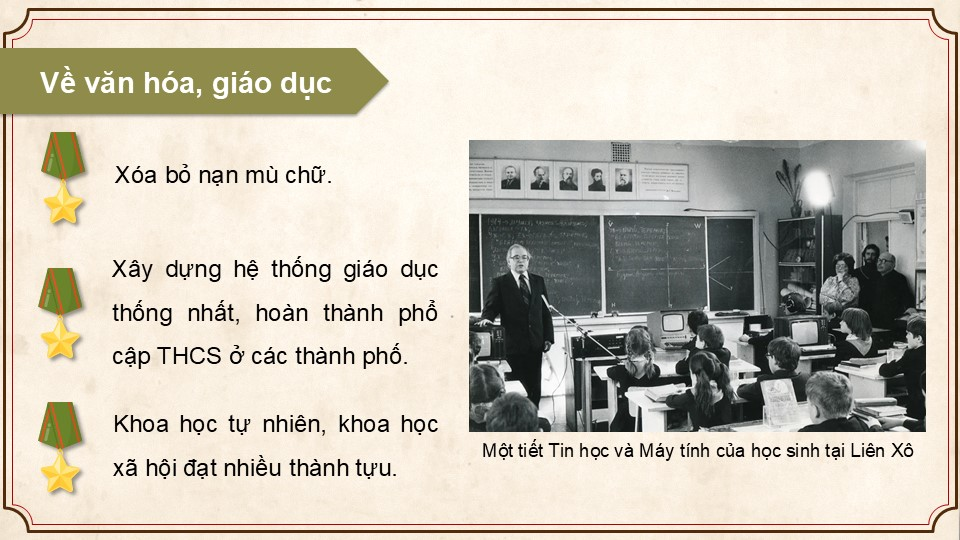 Về văn hóa, giáo dục
Xóa bỏ nạn mù chữ.
Xây dựng hệ thống giáo dục
thống nhất, hoàn thành phổ
cập THCS ở các thành phố.
Khoa học tự nhiên, khoa học
xã hội đạt nhiều thành tựu.
Một tiết Tin học và Máy tính của học sinh tại Liên Xô